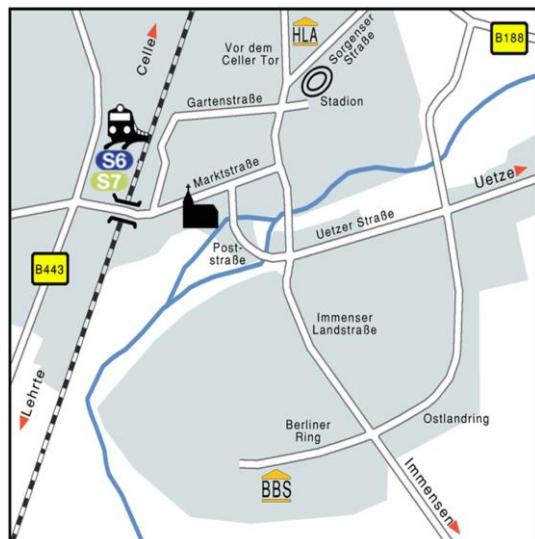 HLA
B188
Celle
Vor dem
Celler Tor
Sorgenser
Straße
Gartenstraße
Stadion
S6
S7
Marktstraße
Uetze
Uetzer Straße
Post-
straße
B443
Immenser
Landstraße
Lehrte
Berliner
Ring
Ostlandring
BBS
Immensen